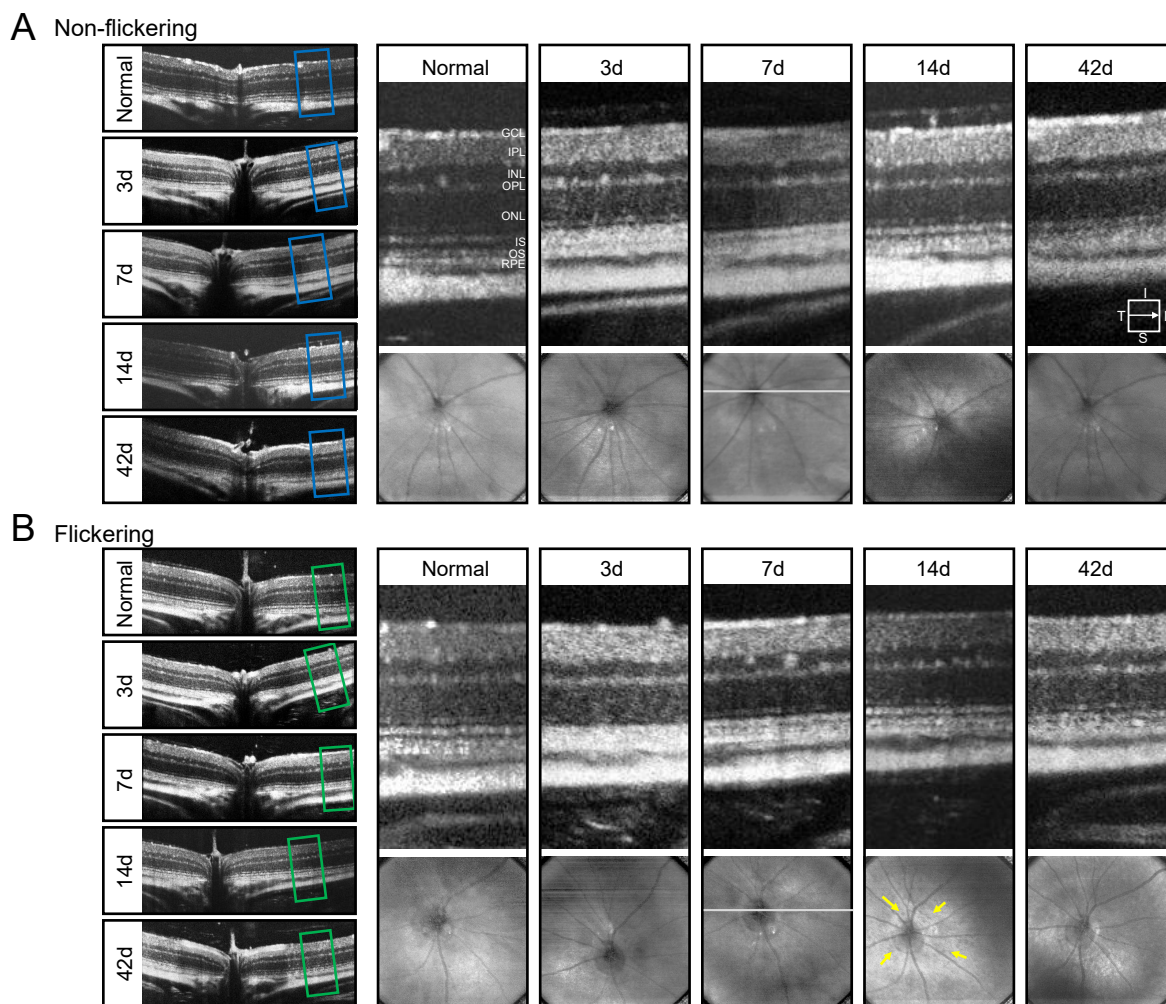 A Non-flickering
Normal
3d
7d
14d
42d
Normal 3d 7d 14d 42d
GCL
IPL
INL
OPL
ONL
IS
OS
RPE
I
T
S
B Flickering
Normal
3d
7d
14d
42d
Normal 3d 7d 14d 42d